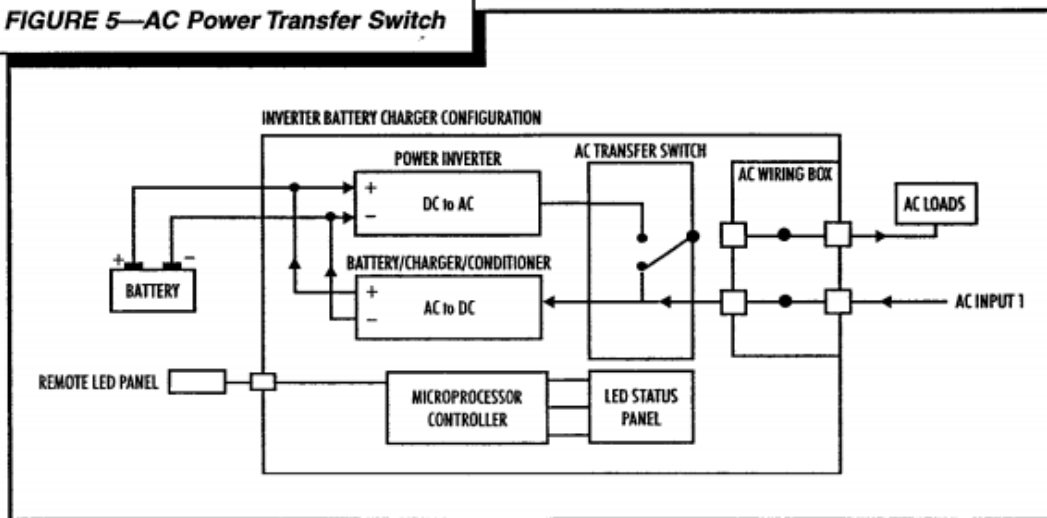 FIGURE 5—AC Power Transfer Switch
INVERTER BATTERY CHARGER CONFIGURATION
POWER INVERTER
AC TRANSFER SWITCH
AC WIRING BOX
+
DC to AC
−
AC LOADS
+
−
BATTERY
BATTERY/CHARGER/CONDITIONER
+
AC to DC
−
AC INPUT 1
REMOTE LED PANEL
MICROPROCESSOR
CONTROLLER
LED STATUS
PANEL